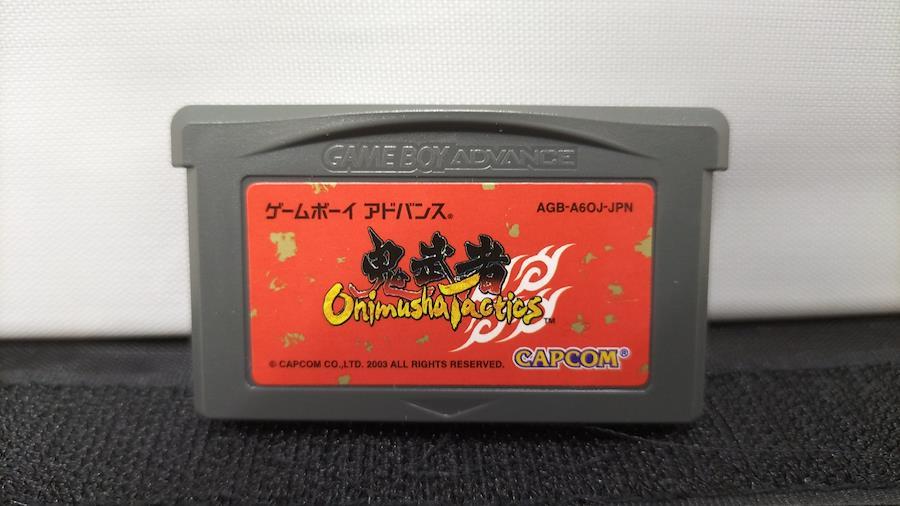 GAME BOY ADVANCE
ゲームボーイ アドバンス® AGB-A6OJ-JPN
鬼武者
Onimusha Tactics™
CAPCOM®
© CAPCOM CO., LTD. 2003 ALL RIGHTS RESERVED.